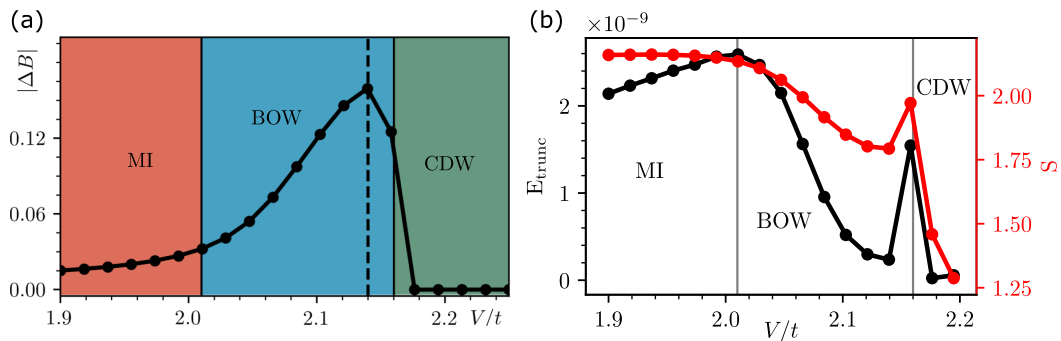 (a)
|ΔB|
0.12
0.06
0.00
MI
BOW
CDW
1.9
2.0
2.1
2.2
V/t
(b)
×10⁻⁹
E_trunc
2
1
0
MI
BOW
CDW
2.00
1.75
1.50
1.25
S
1.9
2.0
2.1
2.2
V/t